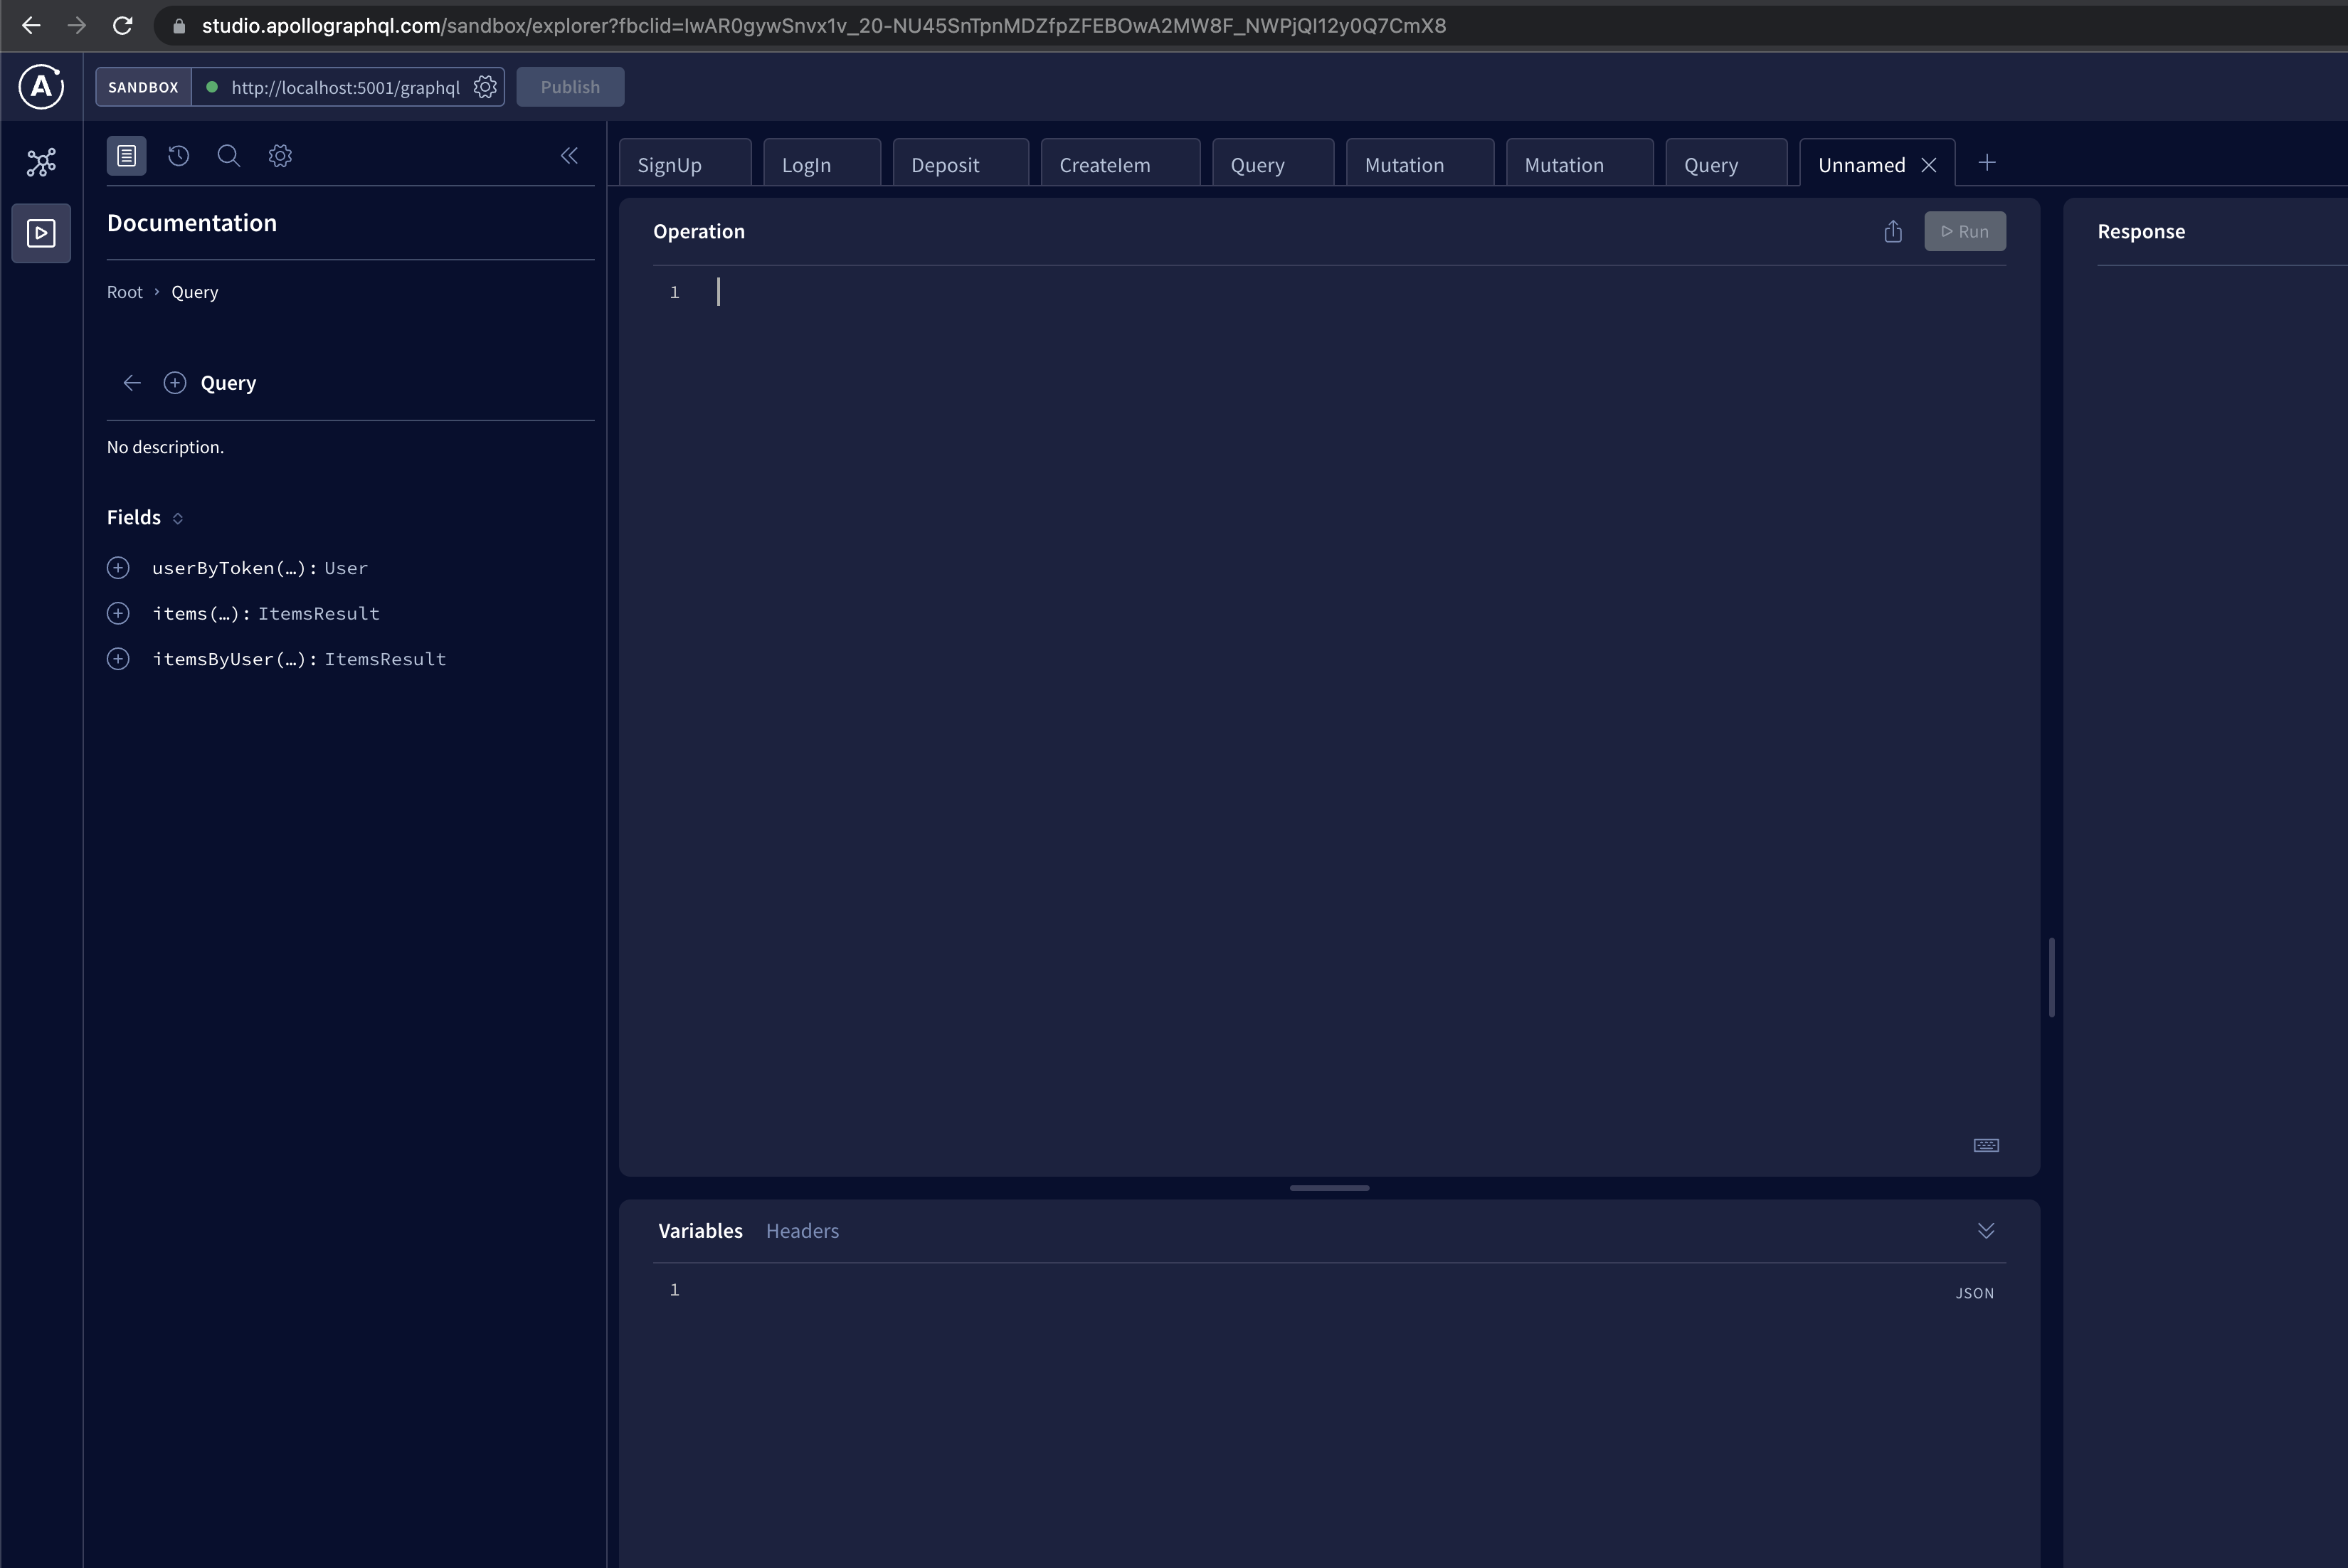 studio.apollographql.com/sandbox/explorer?fbclid=IwAR0gywSnvx1v_20-NU45SnTpnMDZfpZFEBOwA2MW8F_NWPjQI12y0Q7CmX8
A
SANDBOX http://localhost:5001/graphql Publish
SignUp LogIn Deposit CreateIem Query Mutation Mutation Query Unnamed
Documentation
Root › Query
Query
No description.
Fields
userByToken(…): User
items(…): ItemsResult
itemsByUser(…): ItemsResult
Operation Run
1
Variables Headers
1 JSON
Response